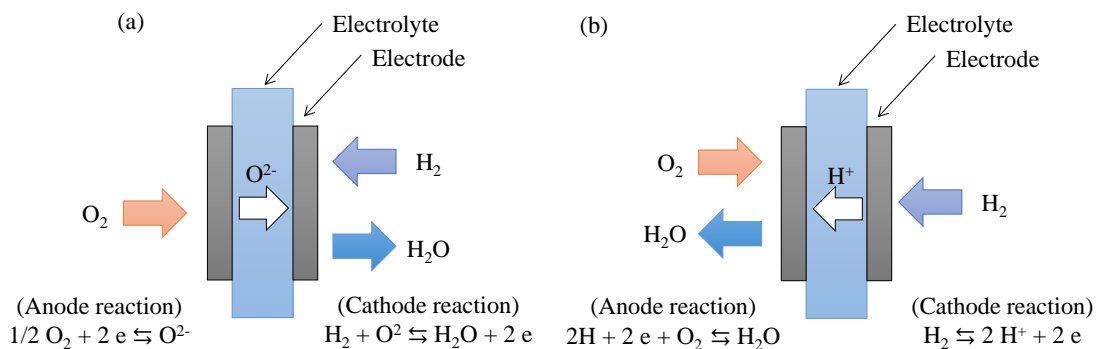 (a)
Electrolyte
Electrode
O²⁻
H₂
O₂
H₂O
(Anode reaction)
1/2 O₂ + 2 e ⇆ O²⁻
(Cathode reaction)
H₂ + O² ⇆ H₂O + 2 e
(b)
Electrolyte
Electrode
O₂
H⁺
H₂
H₂O
(Anode reaction)
2H + 2 e + O₂ ⇆ H₂O
(Cathode reaction)
H₂ ⇆ 2 H⁺ + 2 e